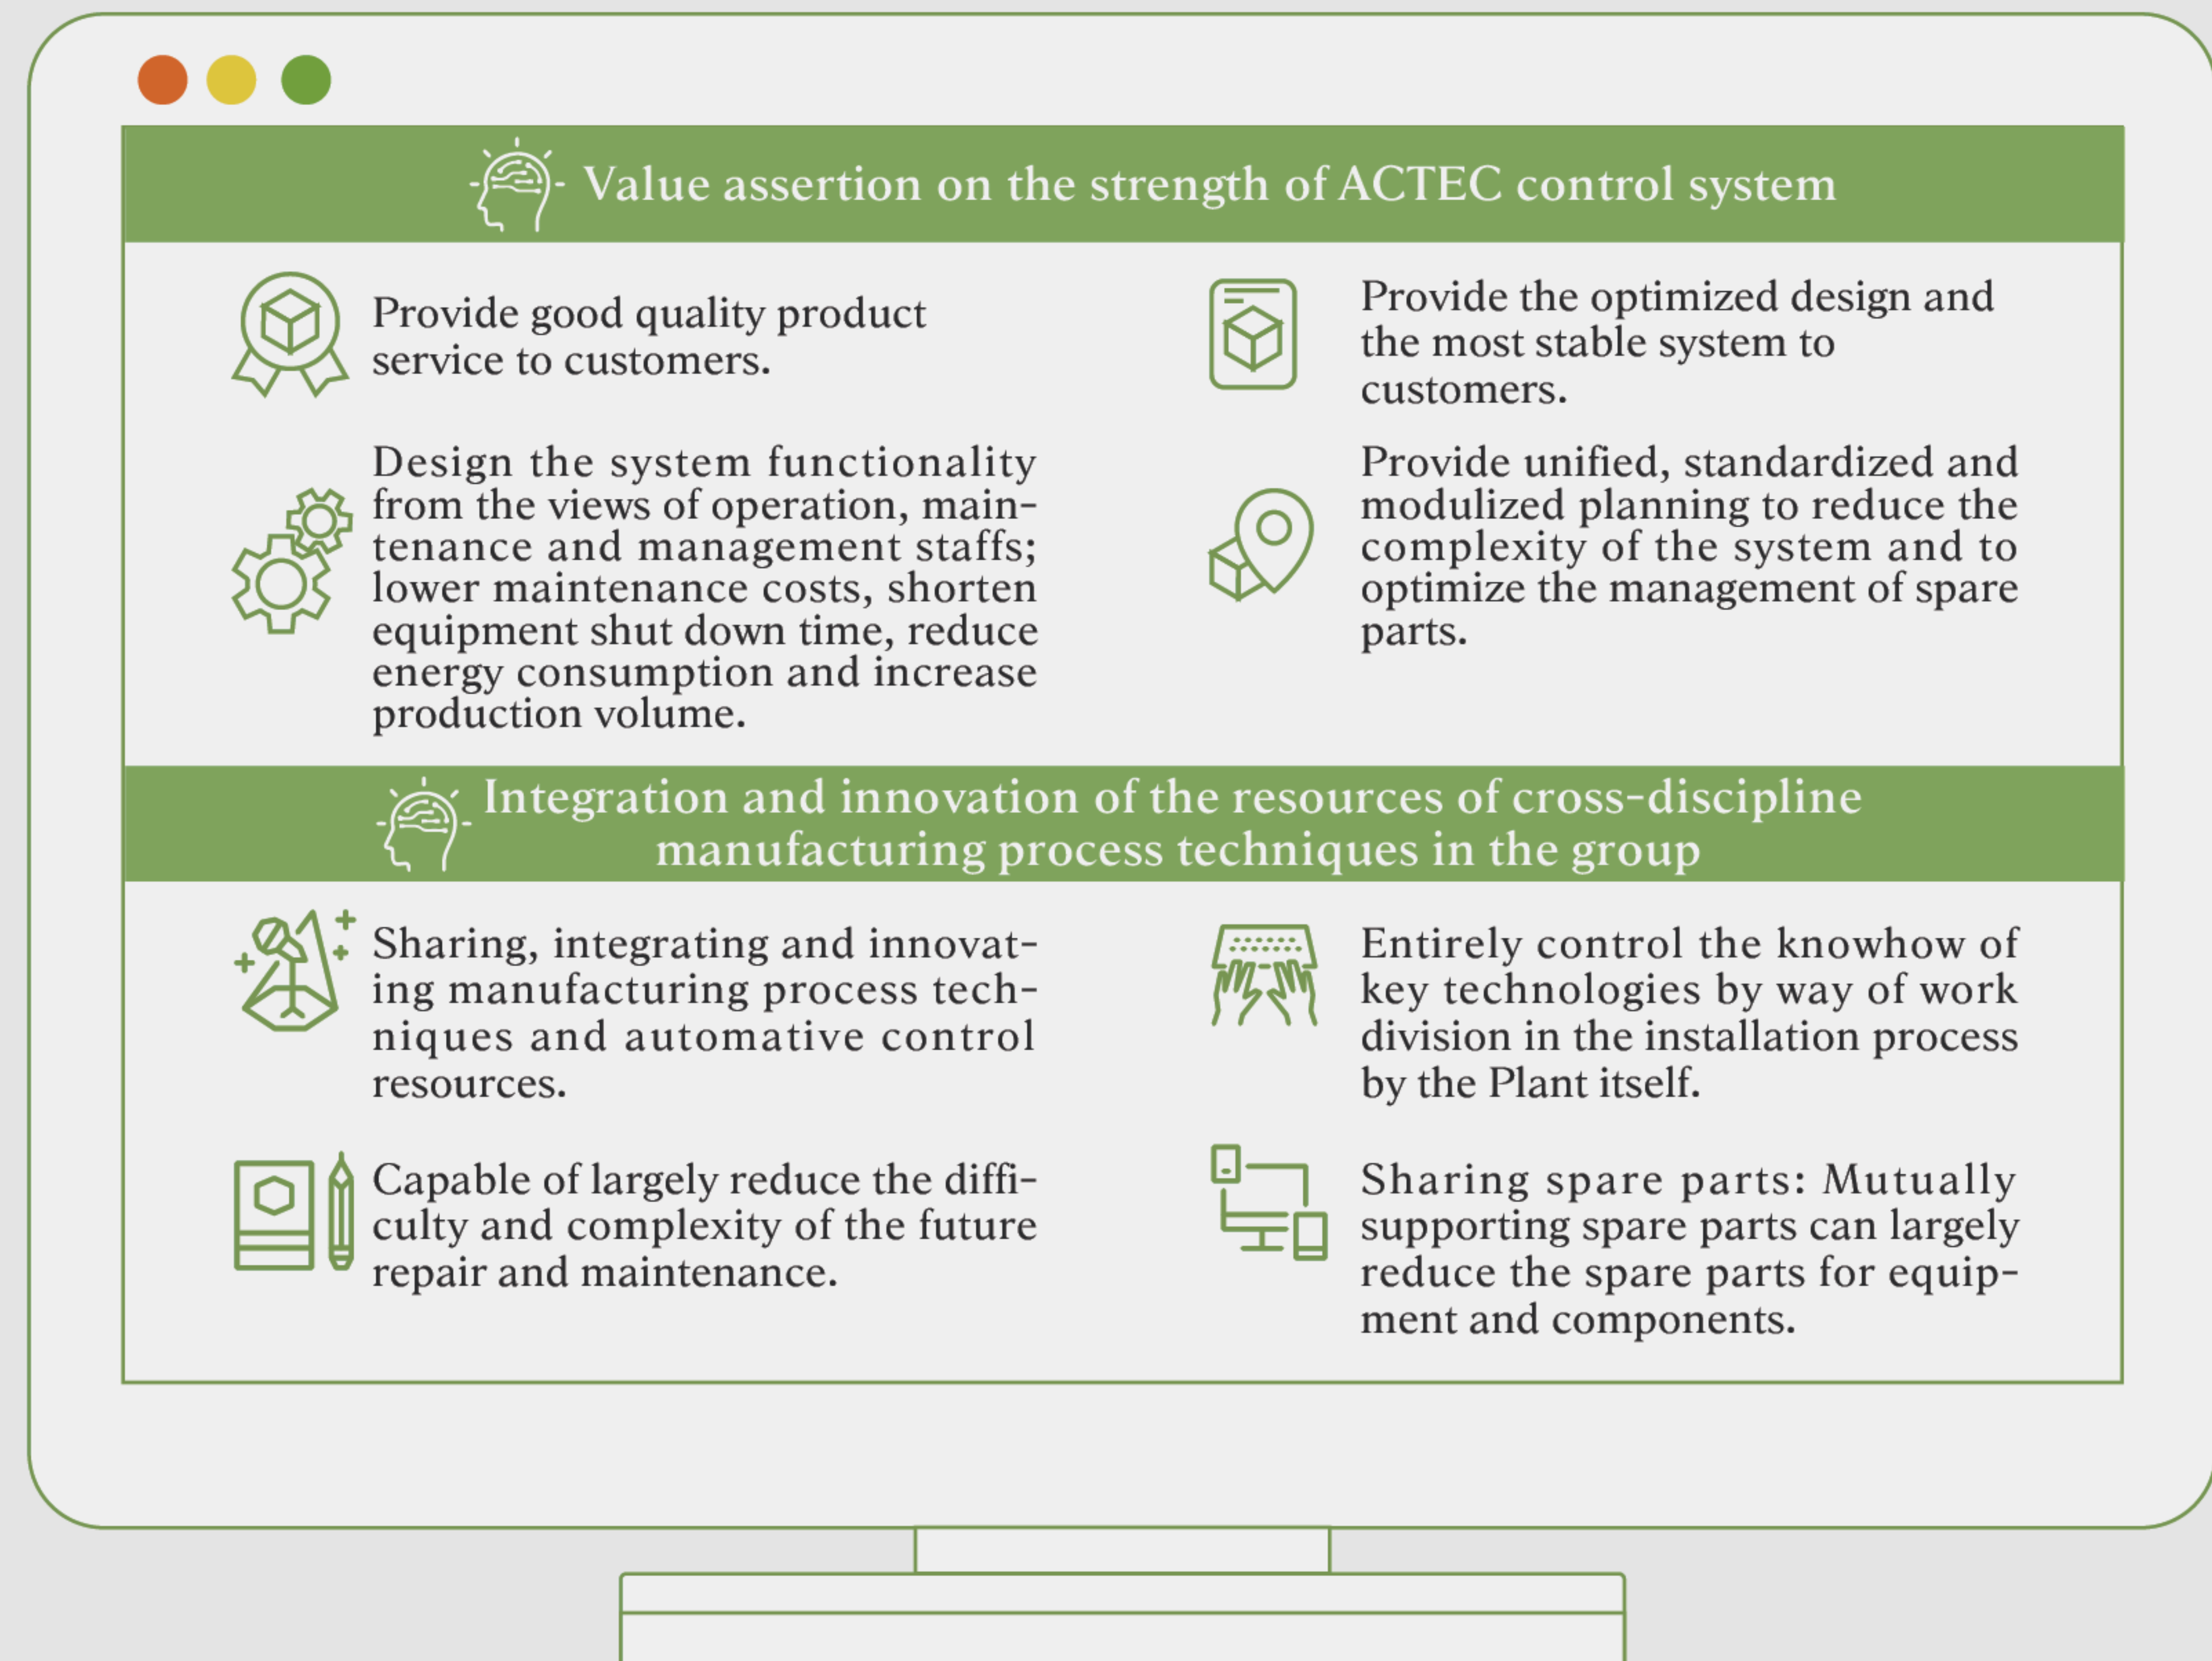 Value assertion on the strength of ACTEC control system
Provide good quality product
service to customers.
Provide the optimized design and
the most stable system to
customers.
Design the system functionality
from the views of operation, main-
tenance and management staffs;
lower maintenance costs, shorten
equipment shut down time, reduce
energy consumption and increase
production volume.
Provide unified, standardized and
modulized planning to reduce the
complexity of the system and to
optimize the management of spare
parts.
Integration and innovation of the resources of cross-discipline
manufacturing process techniques in the group
Sharing, integrating and innovat-
ing manufacturing process tech-
niques and automative control
resources.
Entirely control the knowhow of
key technologies by way of work
division in the installation process
by the Plant itself.
Capable of largely reduce the diffi-
culty and complexity of the future
repair and maintenance.
Sharing spare parts: Mutually
supporting spare parts can largely
reduce the spare parts for equip-
ment and components.